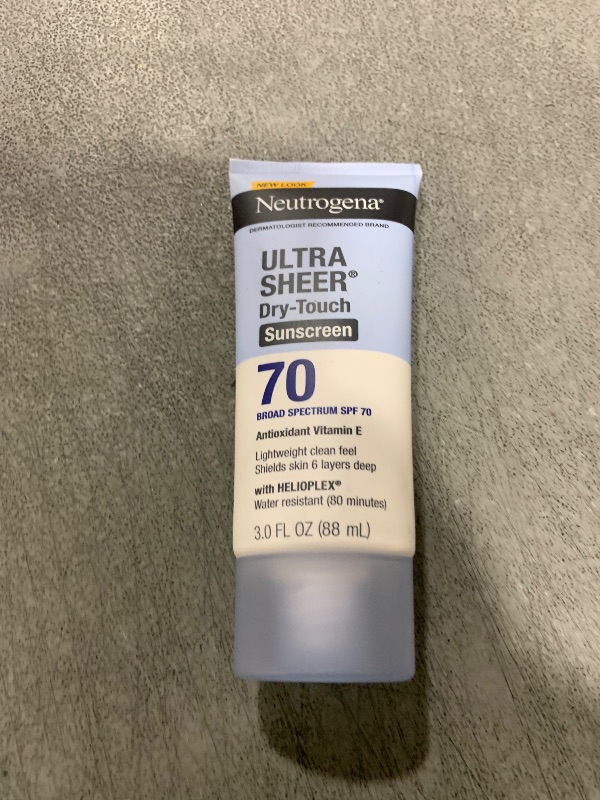 NEW LOOK
Neutrogena®
DERMATOLOGIST RECOMMENDED BRAND
ULTRA
SHEER®
Dry-Touch
Sunscreen
70
BROAD SPECTRUM SPF 70
Antioxidant Vitamin E
Lightweight clean feel
Shields skin 6 layers deep
with HELIOPLEX®
Water resistant (80 minutes)
3.0 FL OZ (88 mL)